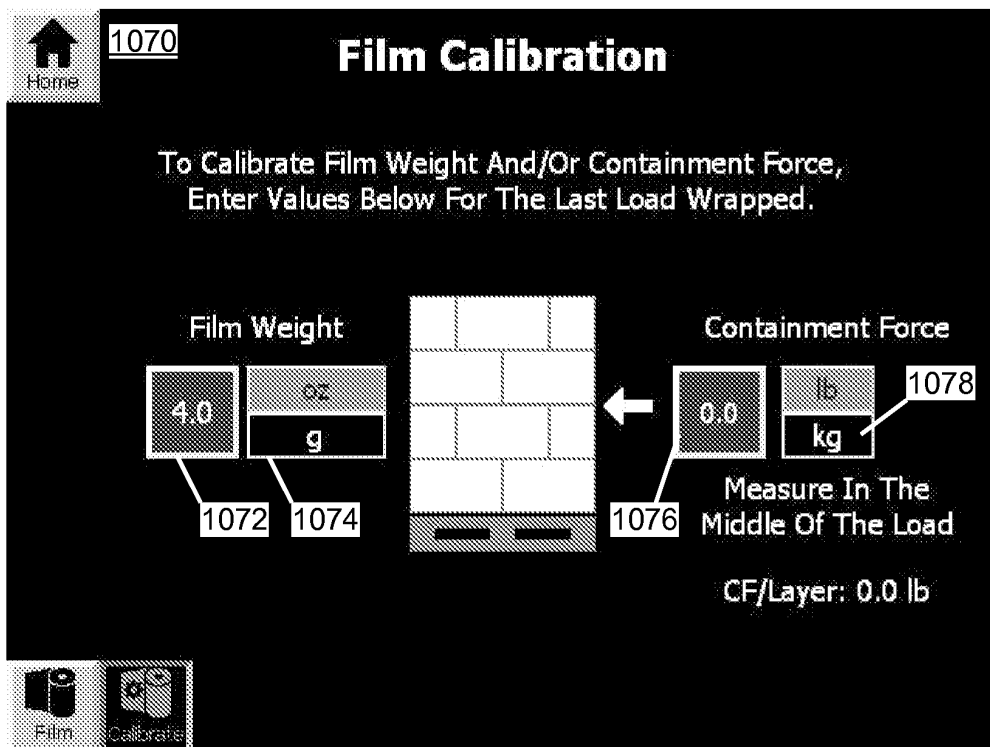 1070
Home
Film Calibration
To Calibrate Film Weight And/Or Containment Force,
Enter Values Below For The Last Load Wrapped.
Film Weight
Containment Force
4.0
oz
g
0.0
lb
kg
1078
1072
1074
1076
Measure In The
Middle Of The Load
CF/Layer: 0.0 lb
Film
Calibrate